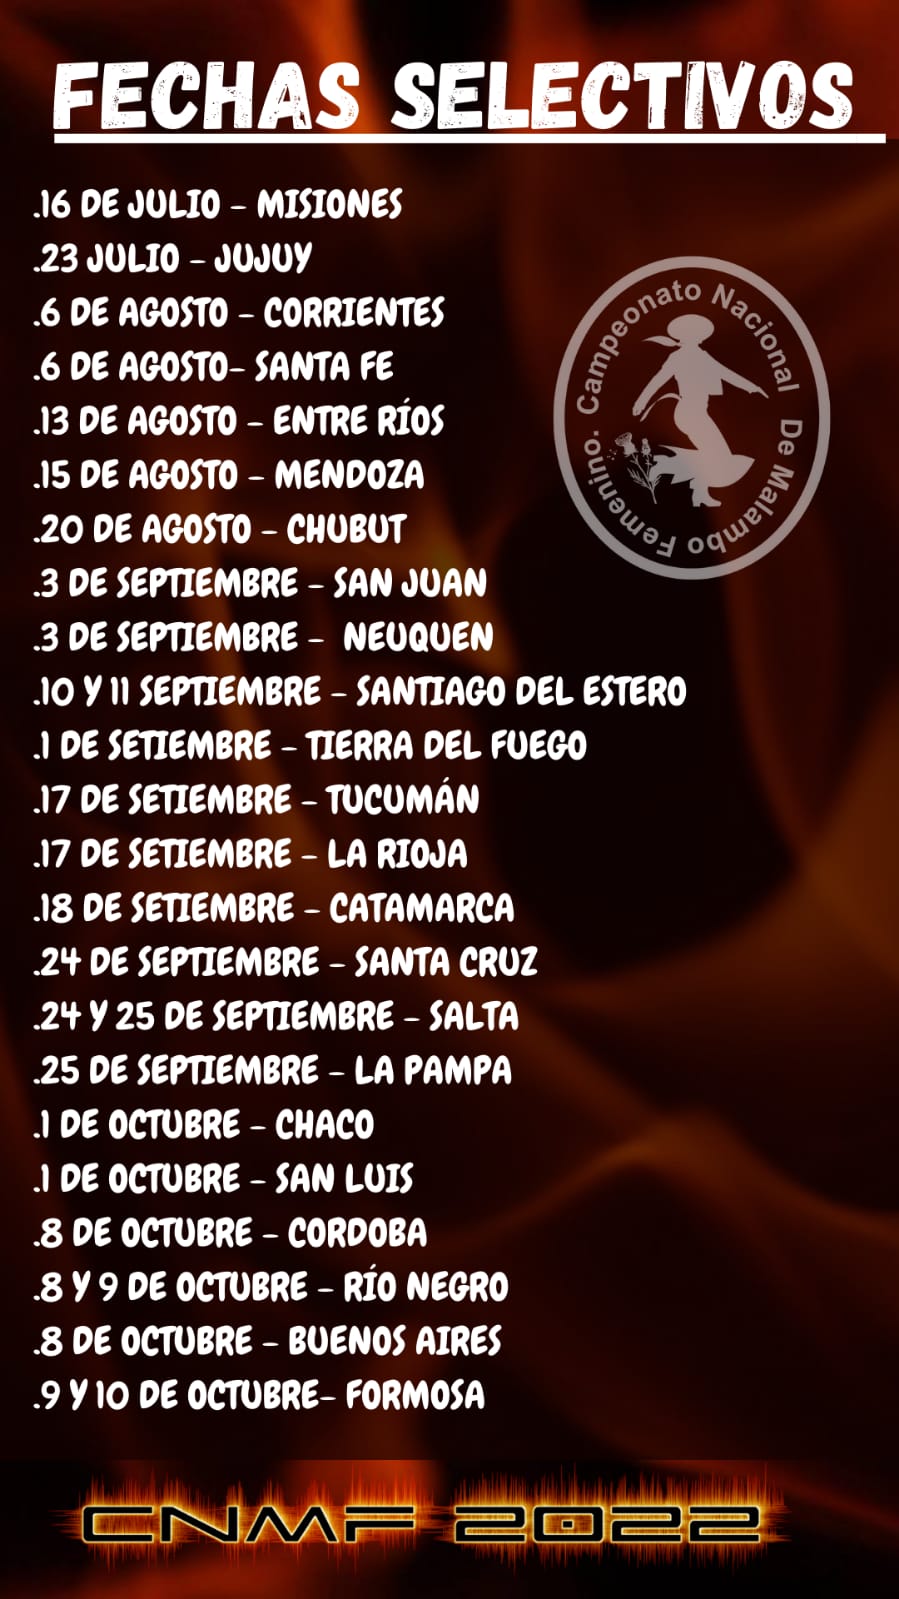 FECHAS SELECTIVOS
.16 DE JULIO - MISIONES
.23 JULIO - JUJUY
.6 DE AGOSTO - CORRIENTES
.6 DE AGOSTO- SANTA FE
.13 DE AGOSTO - ENTRE RÍOS
.15 DE AGOSTO - MENDOZA
.20 DE AGOSTO - CHUBUT
.3 DE SEPTIEMBRE - SAN JUAN
.3 DE SEPTIEMBRE - NEUQUEN
.10 Y 11 SEPTIEMBRE - SANTIAGO DEL ESTERO
.1 DE SETIEMBRE - TIERRA DEL FUEGO
.17 DE SETIEMBRE - TUCUMÁN
.17 DE SETIEMBRE - LA RIOJA
.18 DE SETIEMBRE - CATAMARCA
.24 DE SEPTIEMBRE - SANTA CRUZ
.24 Y 25 DE SEPTIEMBRE - SALTA
.25 DE SEPTIEMBRE - LA PAMPA
.1 DE OCTUBRE - CHACO
.1 DE OCTUBRE - SAN LUIS
.8 DE OCTUBRE - CORDOBA
.8 Y 9 DE OCTUBRE - RÍO NEGRO
.8 DE OCTUBRE - BUENOS AIRES
.9 Y 10 DE OCTUBRE- FORMOSA
Campeonato Nacional De Malambo Femenino.
CNMF 2022